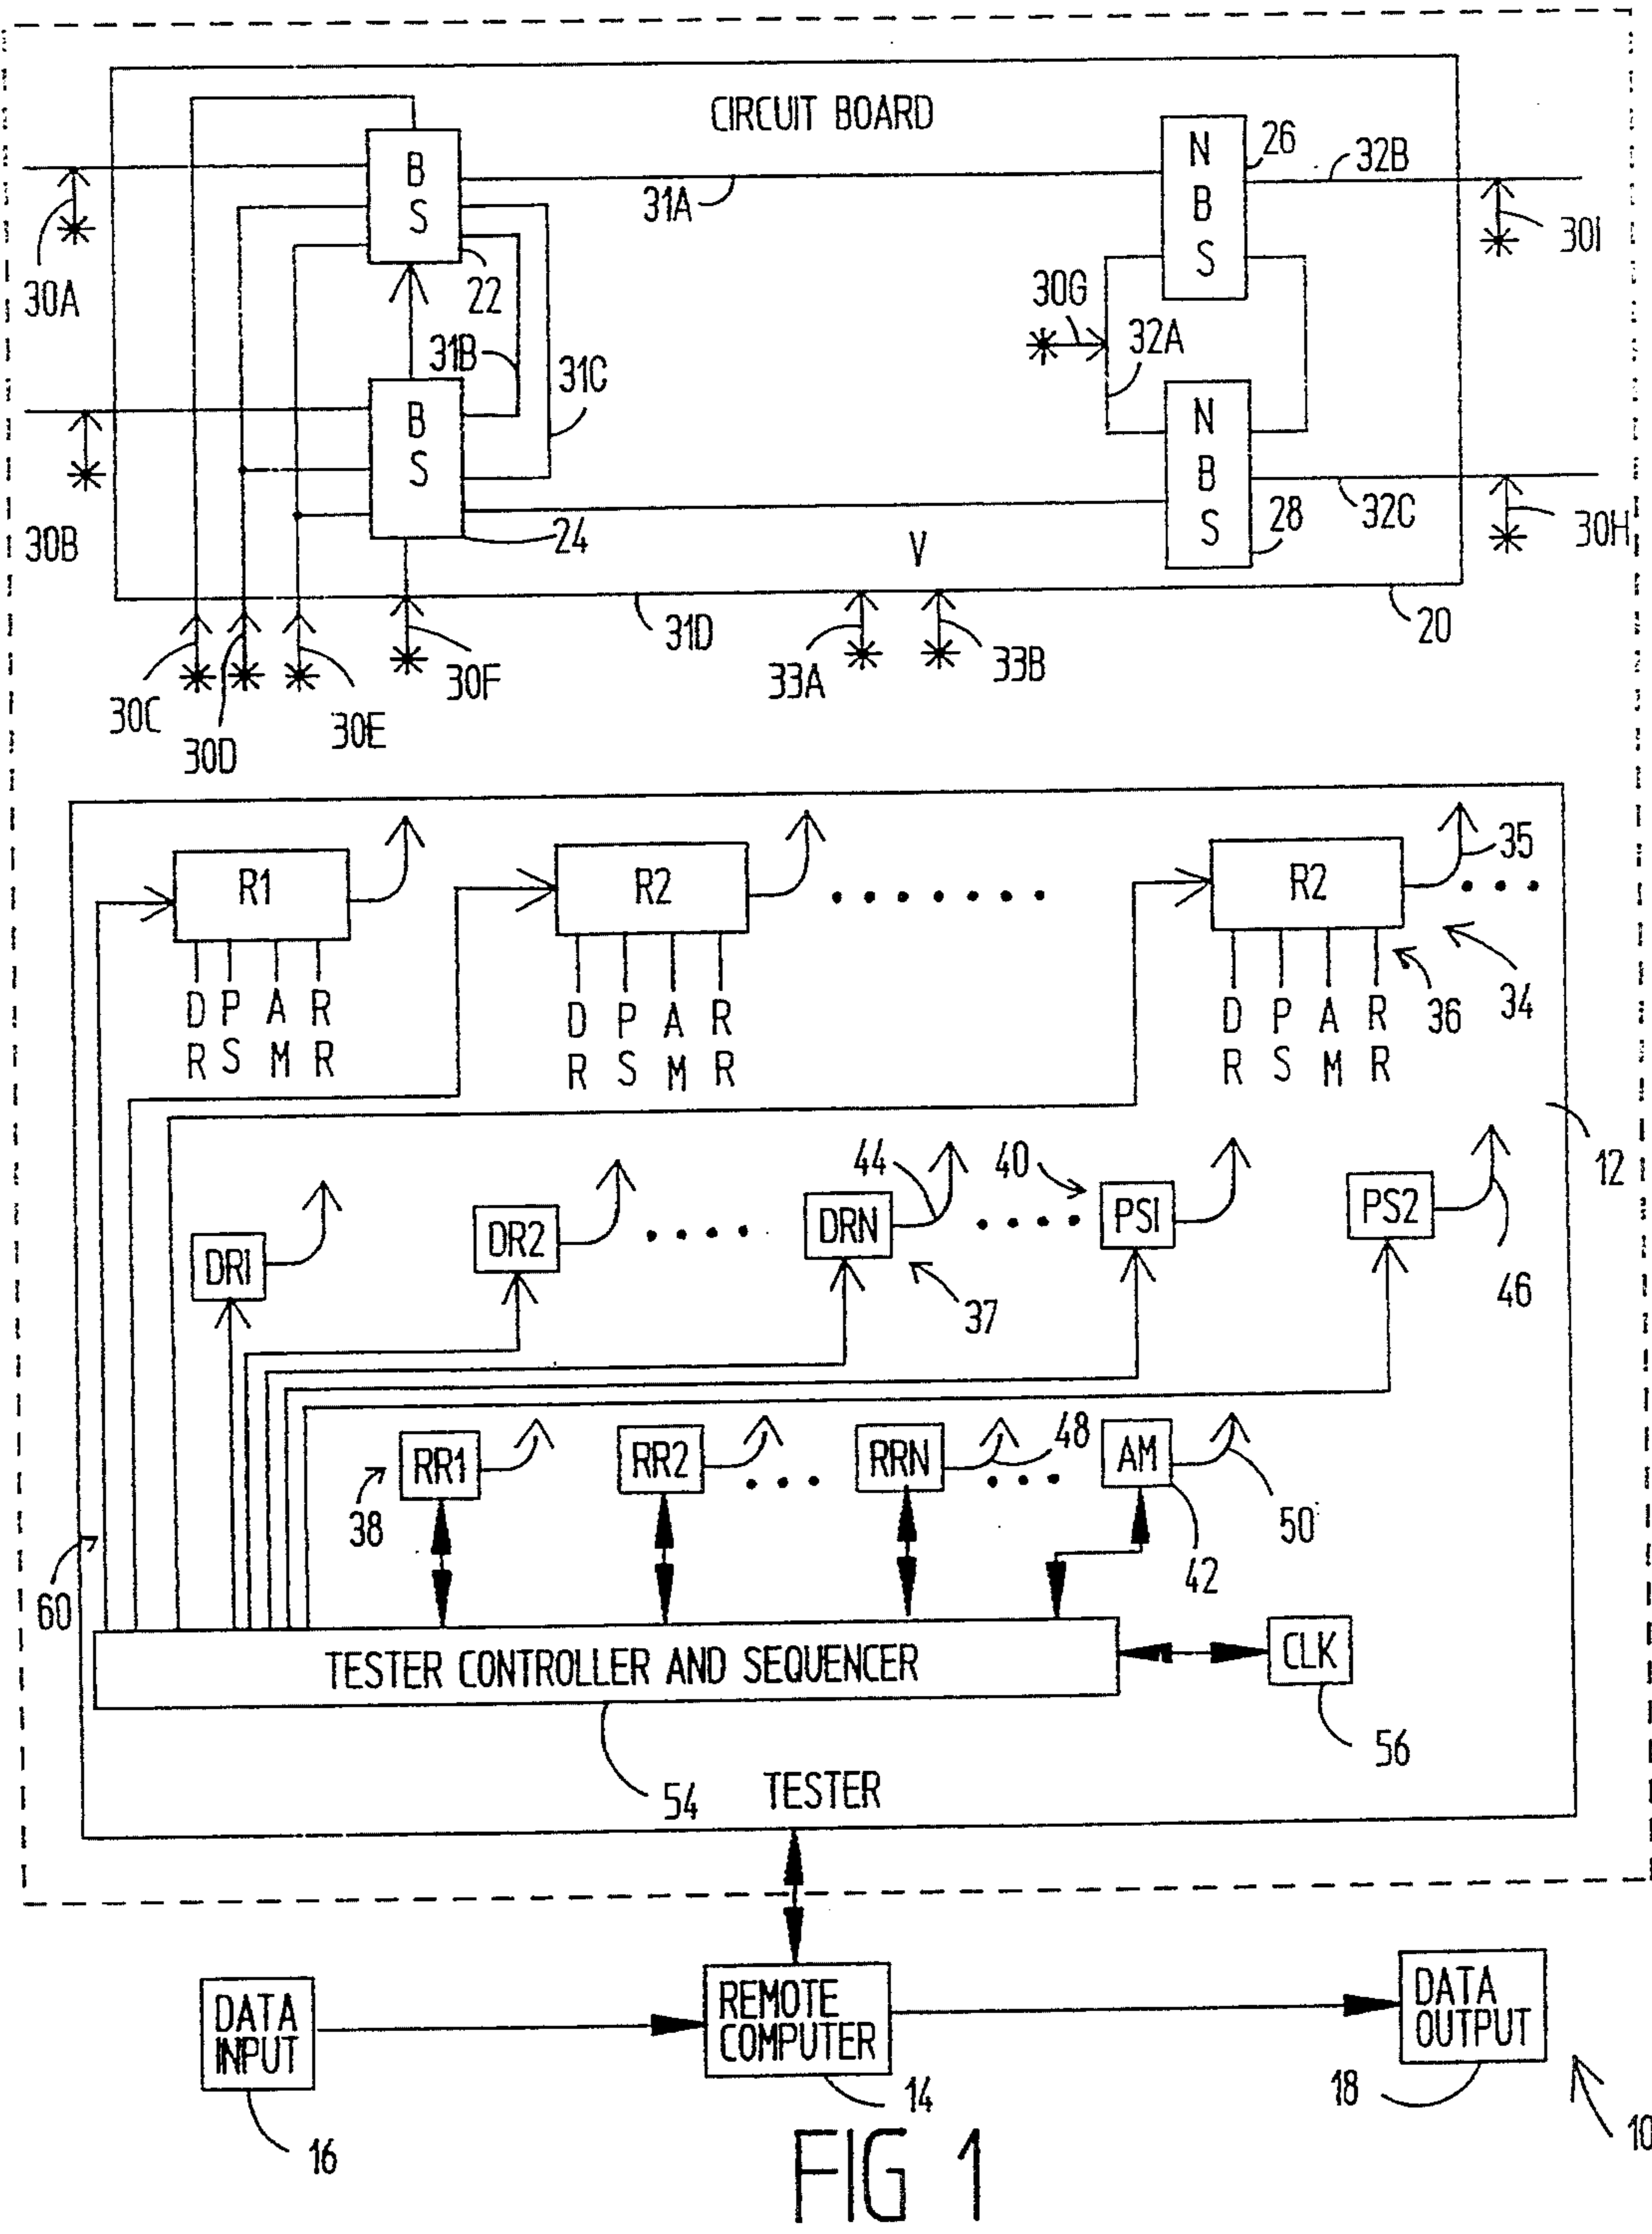 CIRCUIT BOARD
B
S
22
31A
N
B
S
26
32B
30I
30A
31B
31C
30G
32A
B
S
24
N
B
S
28
32C
30H
30B
V
31D
20
30C
30D
30E
30F
33A
33B
R1
R2
R2
35
D P A R
R S M R
D P A R
R S M R
D P A R
R S M R
36
34
12
44
40
DR1
DR2
DRN
PS1
PS2
37
46
RR1
RR2
RRN
48
AM
38
42
50
60
TESTER CONTROLLER AND SEQUENCER
CLK
54
56
TESTER
DATA
INPUT
REMOTE
COMPUTER
DATA
OUTPUT
16
14
18
10
FIG 1